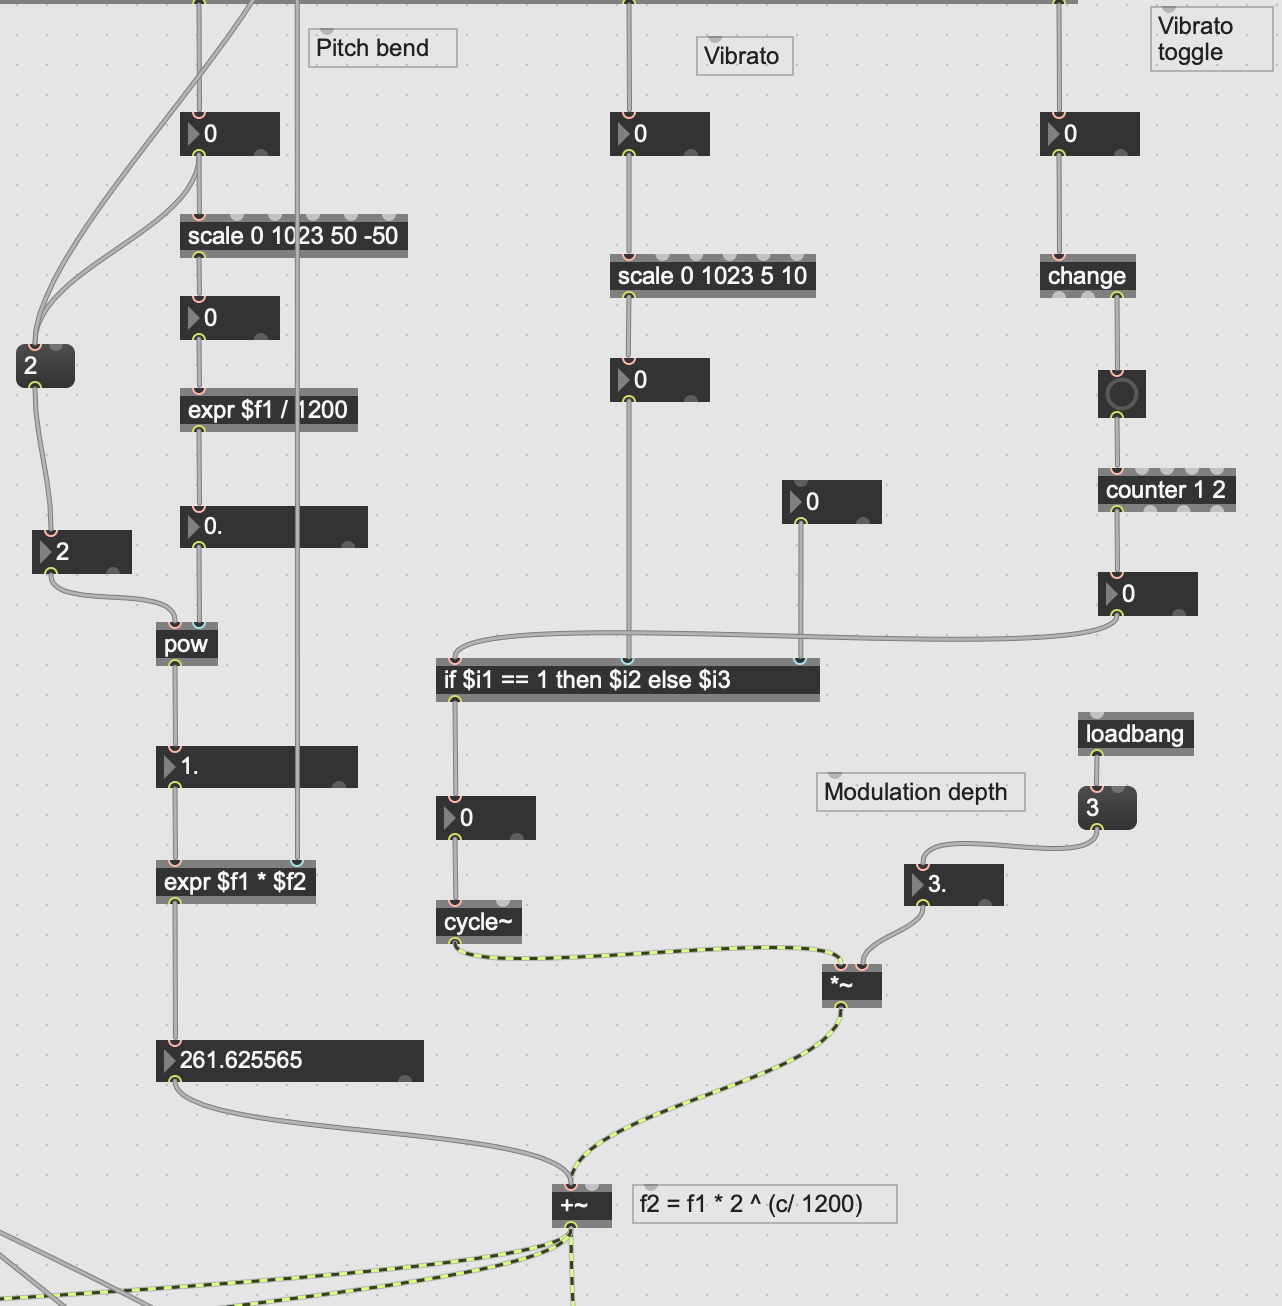 Pitch bend
Vibrato
Vibrato
toggle
0
0
0
scale 0 1023 50 -50
scale 0 1023 5 10
change
0
2
0
expr $f1 / 1200
counter 1 2
0
0.
2
0
pow
if $i1 == 1 then $i2 else $i3
loadbang
1.
Modulation depth
3
0
expr $f1 * $f2
3.
cycle~
*~
261.625565
+~
f2 = f1 * 2 ^ (c/ 1200)